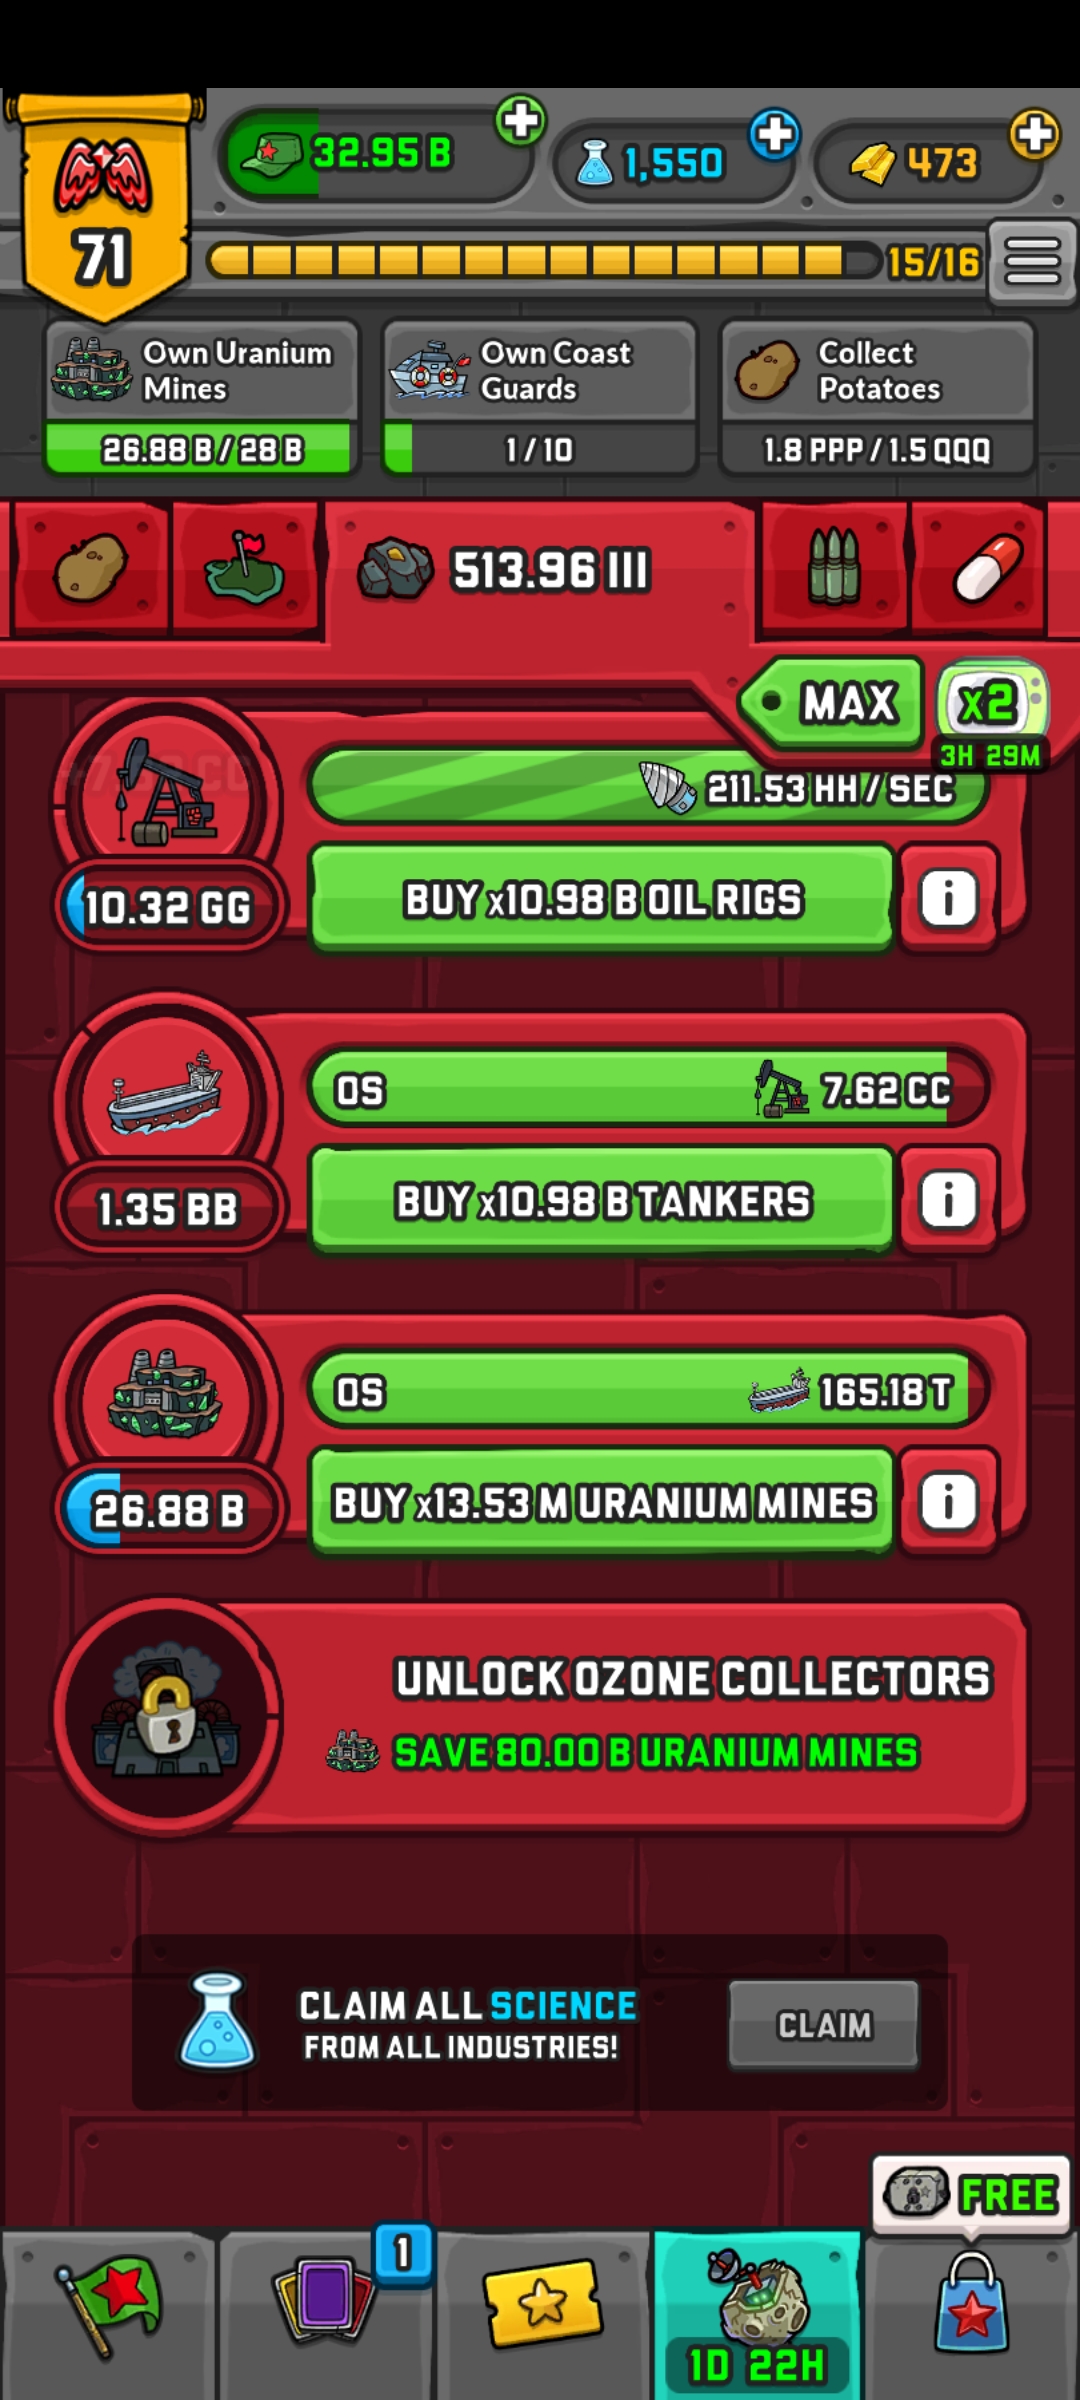 32.95 B
1,550
473
71
15/16
Own Uranium
Mines
26.88 B / 28 B
Own Coast
Guards
1 / 10
Collect
Potatoes
1.8 PPP / 1.5 QQQ
513.96 III
MAX
x2
3H 29M
211.53 HH / SEC
10.32 GG
BUY x10.98 B OIL RIGS
i
0S
7.62 CC
1.35 BB
BUY x10.98 B TANKERS
i
0S
165.18 T
26.88 B
BUY x13.53 M URANIUM MINES
i
UNLOCK OZONE COLLECTORS
SAVE 80.00 B URANIUM MINES
CLAIM ALL SCIENCE
FROM ALL INDUSTRIES!
CLAIM
FREE
1
1D 22H